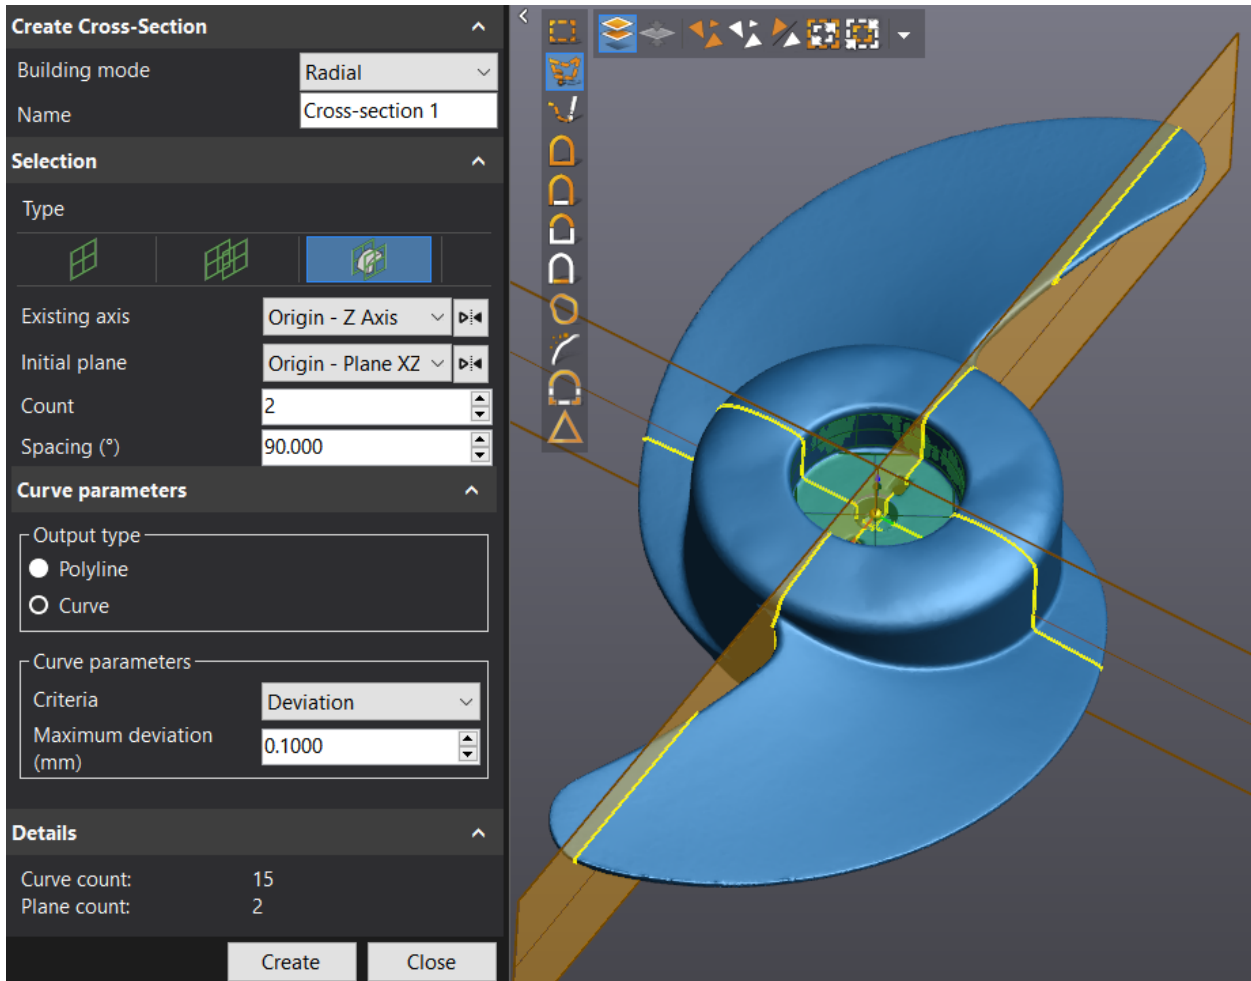 Create Cross-Section
Building mode Radial
Name Cross-section 1
Selection
Type
Existing axis Origin - Z Axis
Initial plane Origin - Plane XZ
Count 2
Spacing (°) 90.000
Curve parameters
Output type
Polyline
Curve
Curve parameters
Criteria Deviation
Maximum deviation
(mm) 0.1000
Details
Curve count: 15
Plane count: 2
Create Close